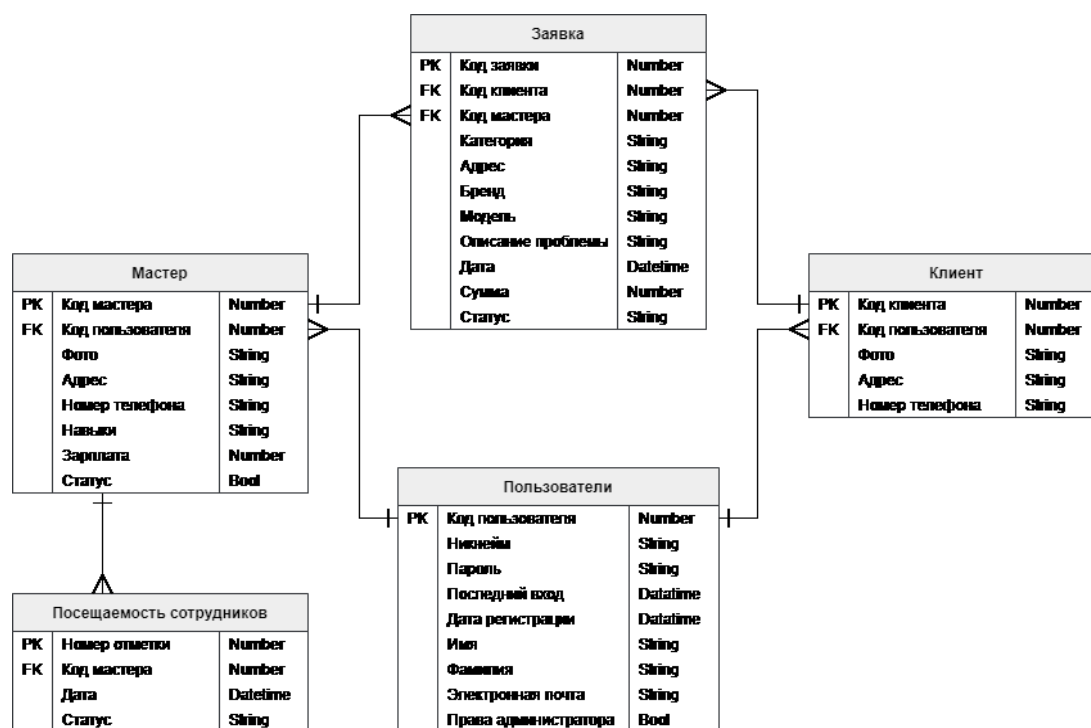 Заявка
PK Код заявки Number
FK Код клиента Number
FK Код мастера Number
Категория String
Адрес String
Бренд String
Модель String
Описание проблемы String
Дата Datetime
Сумма Number
Статус String
Мастер
PK Код мастера Number
FK Код пользователя Number
Фото String
Адрес String
Номер телефона String
Навыки String
Зарплата Number
Статус Bool
Клиент
PK Код клиента Number
FK Код пользователя Number
Фото String
Адрес String
Номер телефона String
Пользователи
PK Код пользователя Number
Никнейм String
Пароль String
Последний вход Datatime
Дата регистрации Datatime
Имя String
Фамилия String
Электронная почта String
Права администратора Bool
Посещаемость сотрудников
PK Номер отметки Number
FK Код мастера Number
Дата Datetime
Статус String